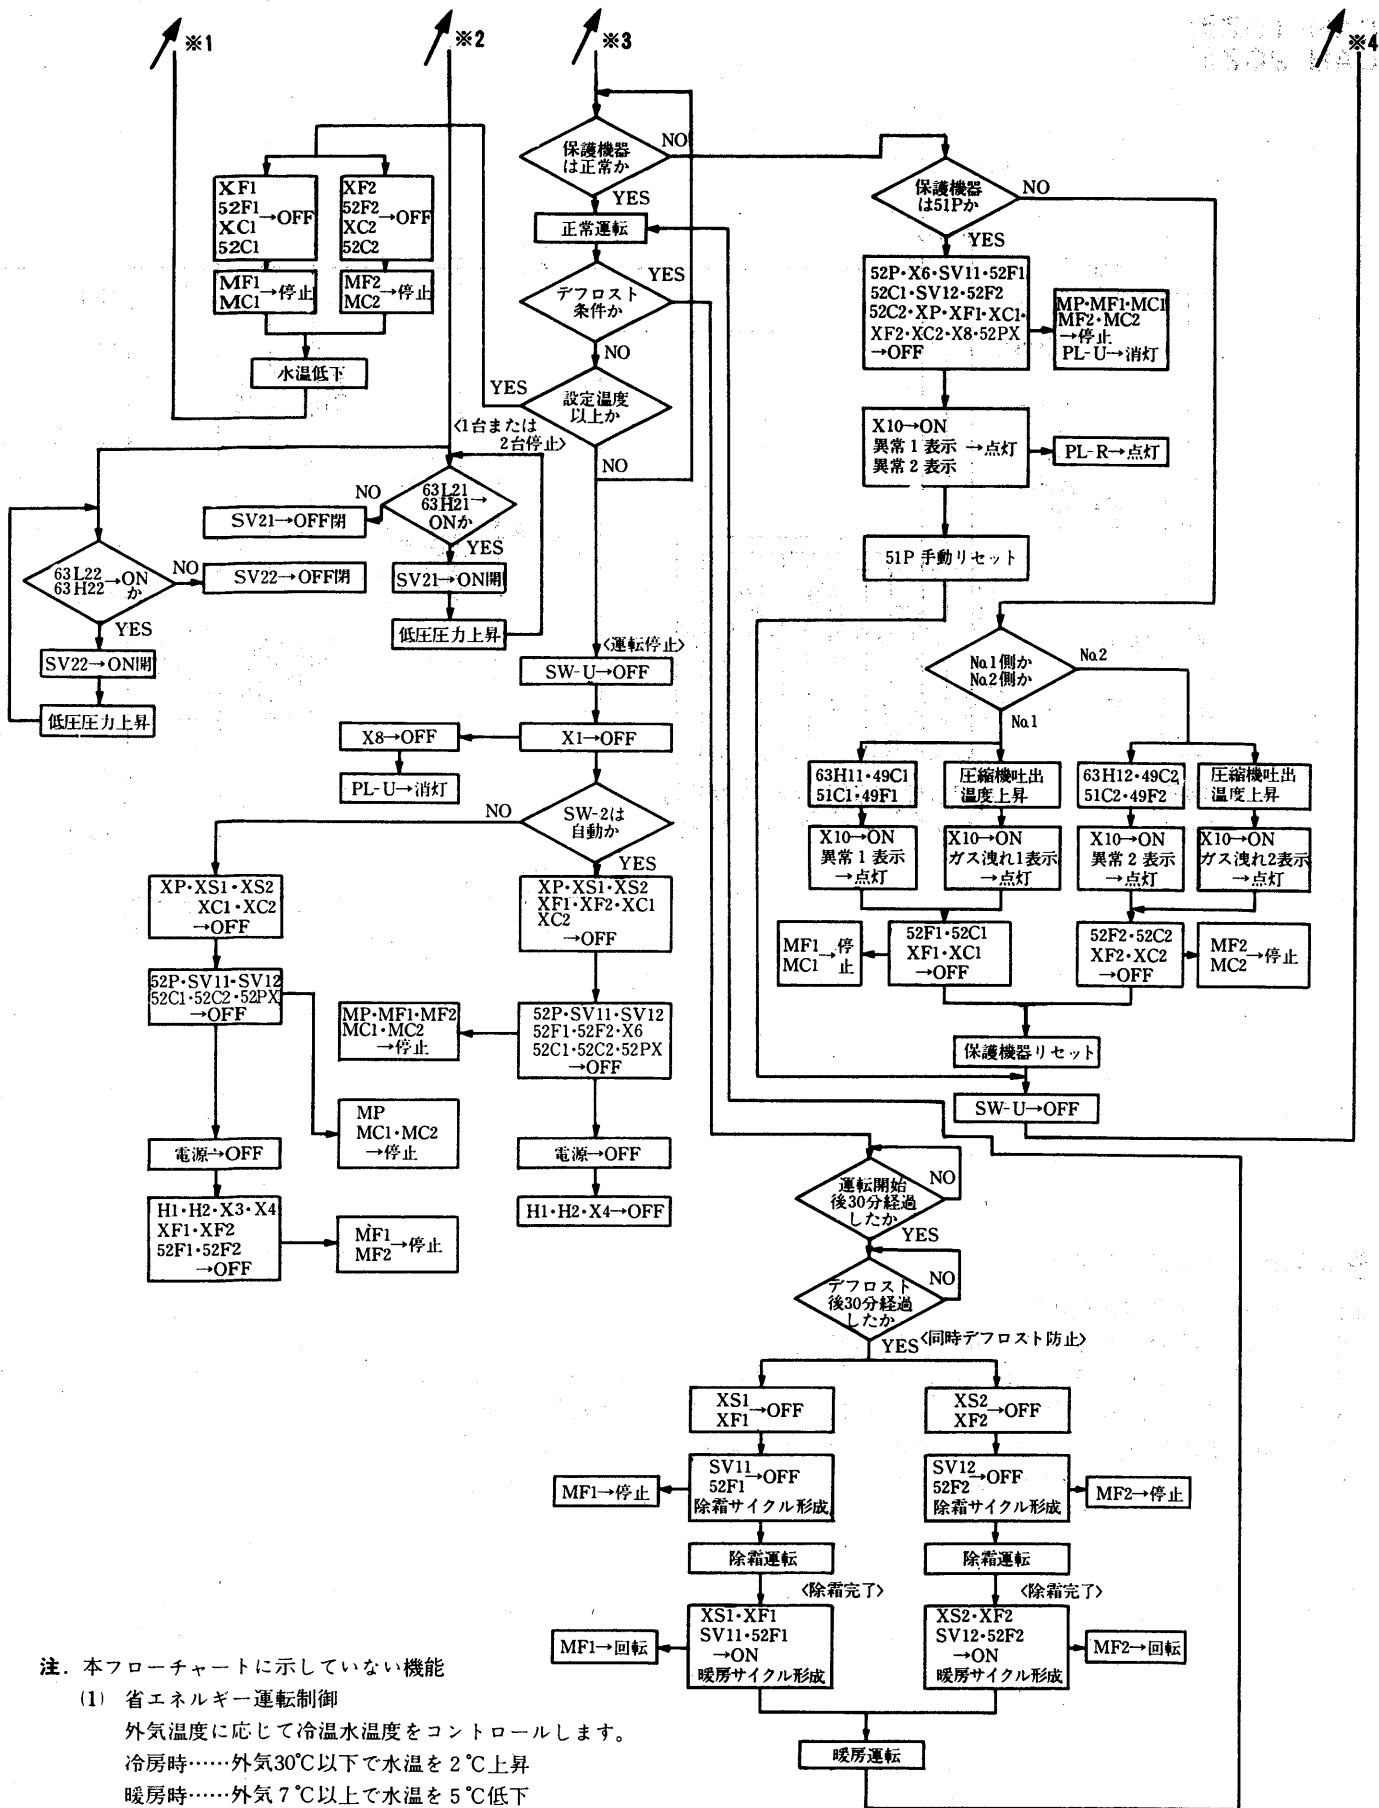 ※1
※2
※3
※4
保護機器
は正常か
NO
YES
正常運転
YES
デフロスト
条件か
NO
YES
設定温度
以上か
NO
〈1台または
2台停止〉
XF1
52F1
XC1
52C1
→OFF
XF2
52F2
XC2
52C2
→OFF
MF1
MC1
→停止
MF2
MC2
→停止
水温低下
63L21
63H21→
ONか
NO
SV21→OFF閉
YES
SV21→ON開
低圧圧力上昇
63L22
63H22
→ON
か
NO
SV22→OFF閉
YES
SV22→ON開
低圧圧力上昇
〈運転停止〉
SW-U→OFF
X1→OFF
X8→OFF
PL-U→消灯
SW-2は
自動か
NO
YES
XP・XS1・XS2
XC1・XC2
→OFF
52P・SV11・SV12
52C1・52C2・52PX
→OFF
MP
MC1・MC2
→停止
電源→OFF
H1・H2・X3・X4
XF1・XF2
52F1・52F2
→OFF
MF1
MF2
→停止
XP・XS1・XS2
XF1・XF2・XC1
XC2
→OFF
52P・SV11・SV12
52F1・52F2・X6
52C1・52C2・52PX
→OFF
MP・MF1・MF2
MC1・MC2
→停止
電源→OFF
H1・H2・X4→OFF
保護機器
は51Pか
NO
YES
52P・X6・SV11・52F1
52C1・SV12・52F2
52C2・XP・XF1・XC1・
XF2・XC2・X8・52PX
→OFF
MP・MF1・MC1
MF2・MC2
→停止
PL-U→消灯
X10→ON
異常1表示
異常2表示
→点灯
PL-R→点灯
51P手動リセット
No.1側か
No.2側か
No.2
No.1
63H11・49C1
51C1・49F1
圧縮機吐出
温度上昇
63H12・49C2
51C2・49F2
圧縮機吐出
温度上昇
X10→ON
異常1表示
→点灯
X10→ON
ガス洩れ1表示
→点灯
X10→ON
異常2表示
→点灯
X10→ON
ガス洩れ2表示
→点灯
MF1
MC1
→停
止
52F1・52C1
XF1・XC1
→OFF
52F2・52C2
XF2・XC2
→OFF
MF2
MC2
→停止
保護機器リセット
SW-U→OFF
運転開始
後30分経過
したか
NO
YES
デフロスト
後30分経過
したか
NO
YES
〈同時デフロスト防止〉
XS1
XF1
→OFF
XS2
XF2
→OFF
SV11
52F1
→OFF
除霜サイクル形成
MF1→停止
SV12
52F2
→OFF
除霜サイクル形成
MF2→停止
除霜運転
除霜運転
〈除霜完了〉
〈除霜完了〉
XS1・XF1
SV11・52F1
→ON
暖房サイクル形成
MF1→回転
XS2・XF2
SV12・52F2
→ON
暖房サイクル形成
MF2→回転
暖房運転
注. 本フローチャートに示していない機能
(1) 省エネルギー運転制御
外気温度に応じて冷温水温度をコントロールします。
冷房時……外気30℃以下で水温を2℃上昇
暖房時……外気7℃以上で水温を5℃低下